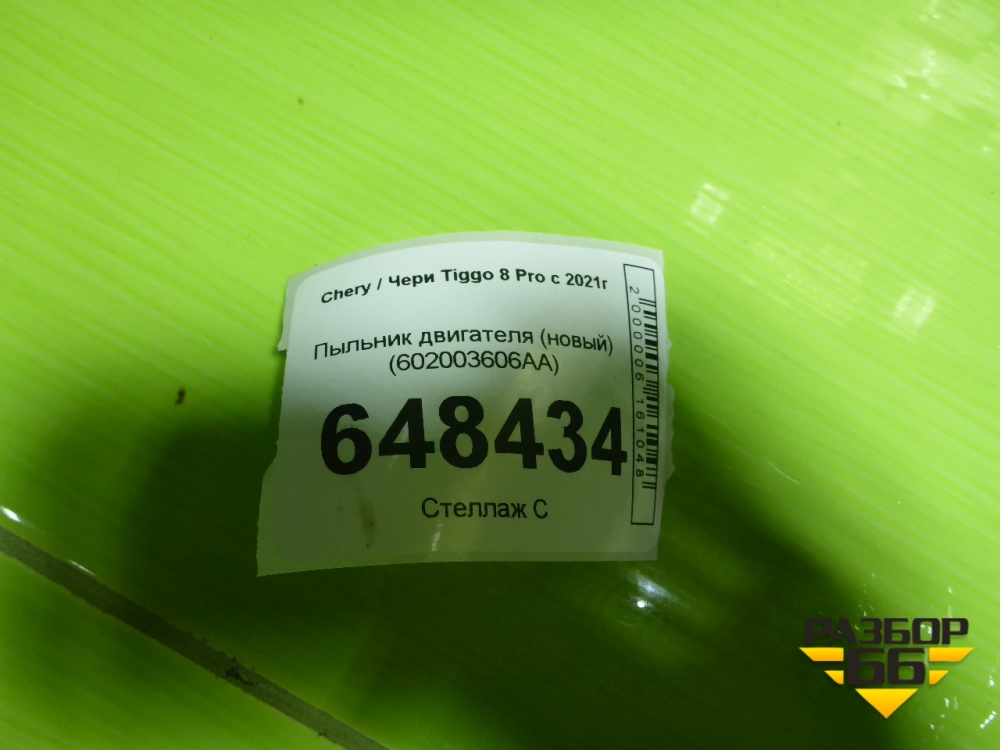 Chery / Чери Tiggo 8 Pro с 2021г
Пыльник двигателя (новый)
(602003606AA)
648434
Стеллаж С
2000006161048
РАЗБОР
66